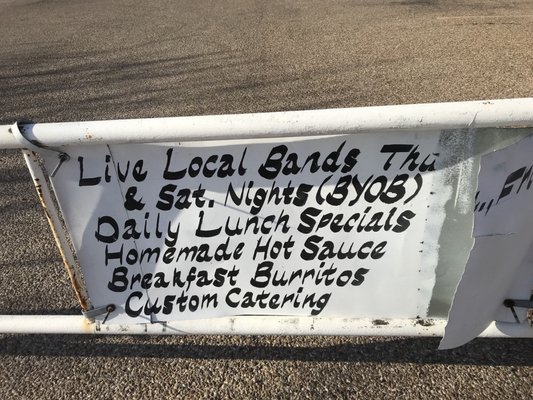 Live Local Bands Thu
& Sat. Nights (BYOB)
Daily Lunch Specials
Homemade Hot Sauce
Breakfast Burritos
Custom Catering